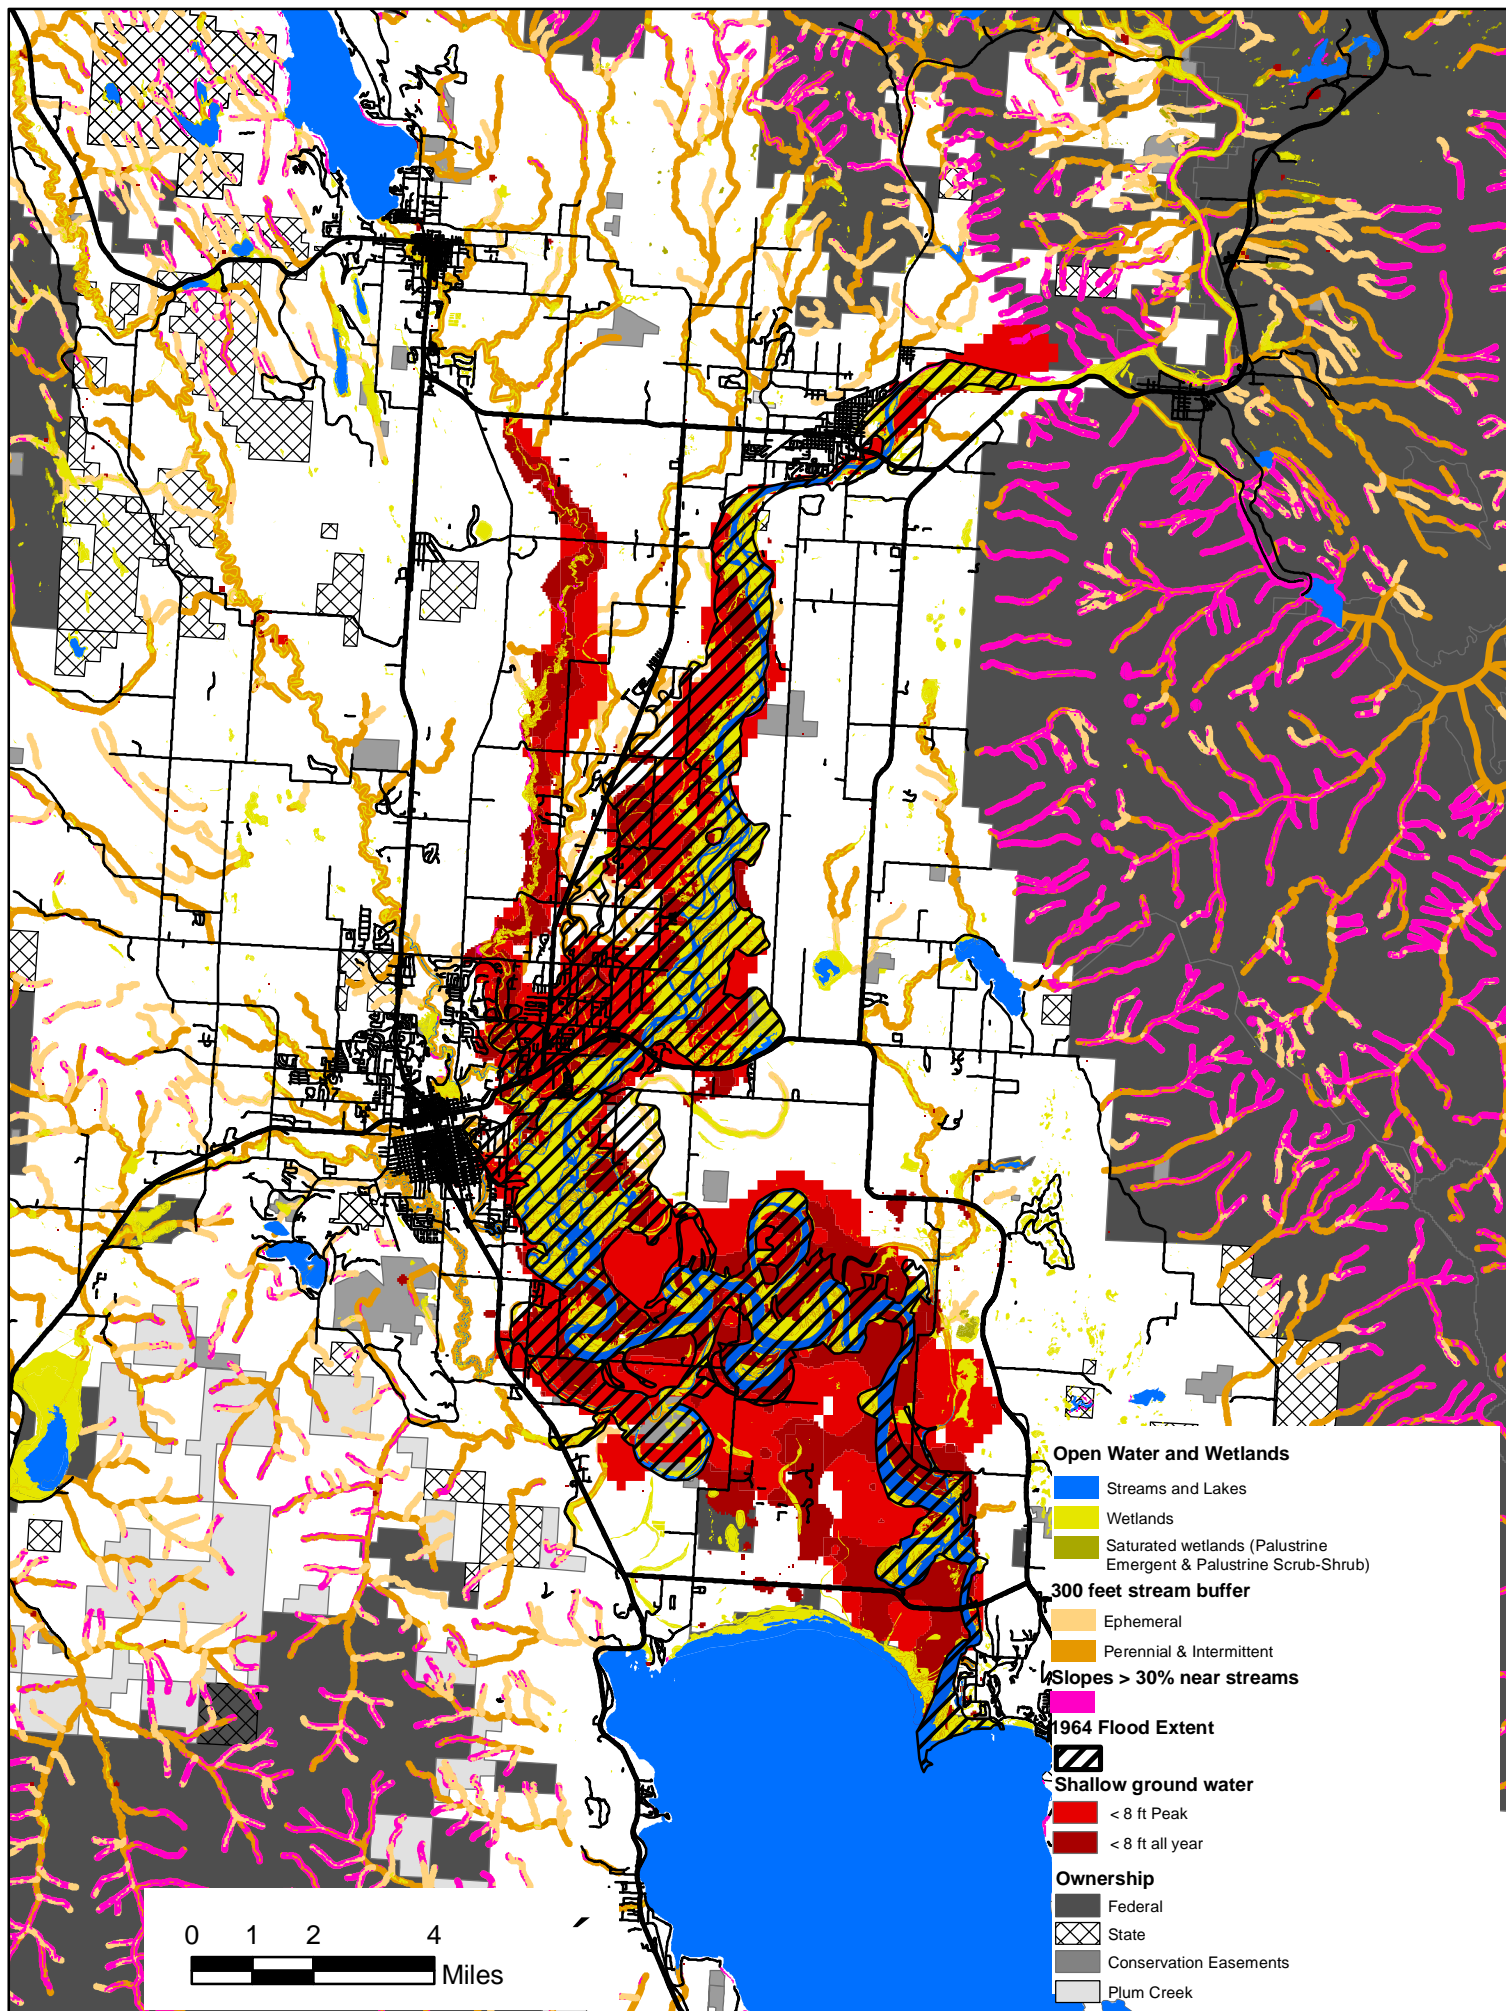 Open Water and Wetlands
Streams and Lakes
Wetlands
Saturated wetlands (Palustrine
Emergent & Palustrine Scrub-Shrub)
300 feet stream buffer
Ephemeral
Perennial & Intermittent
Slopes > 30% near streams
1964 Flood Extent
Shallow ground water
< 8 ft Peak
< 8 ft all year
Ownership
Federal
State
Conservation Easements
Plum Creek
0 1 2 4
Miles